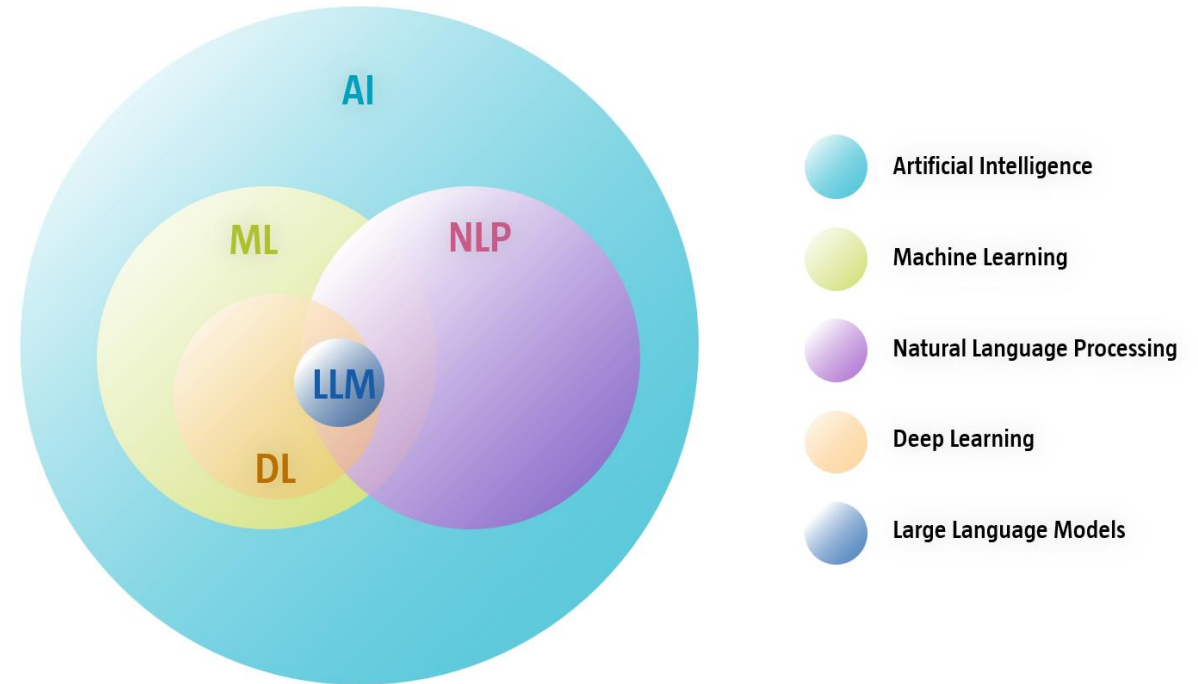 AI
ML
NLP
LLM
DL
Artificial Intelligence
Machine Learning
Natural Language Processing
Deep Learning
Large Language Models